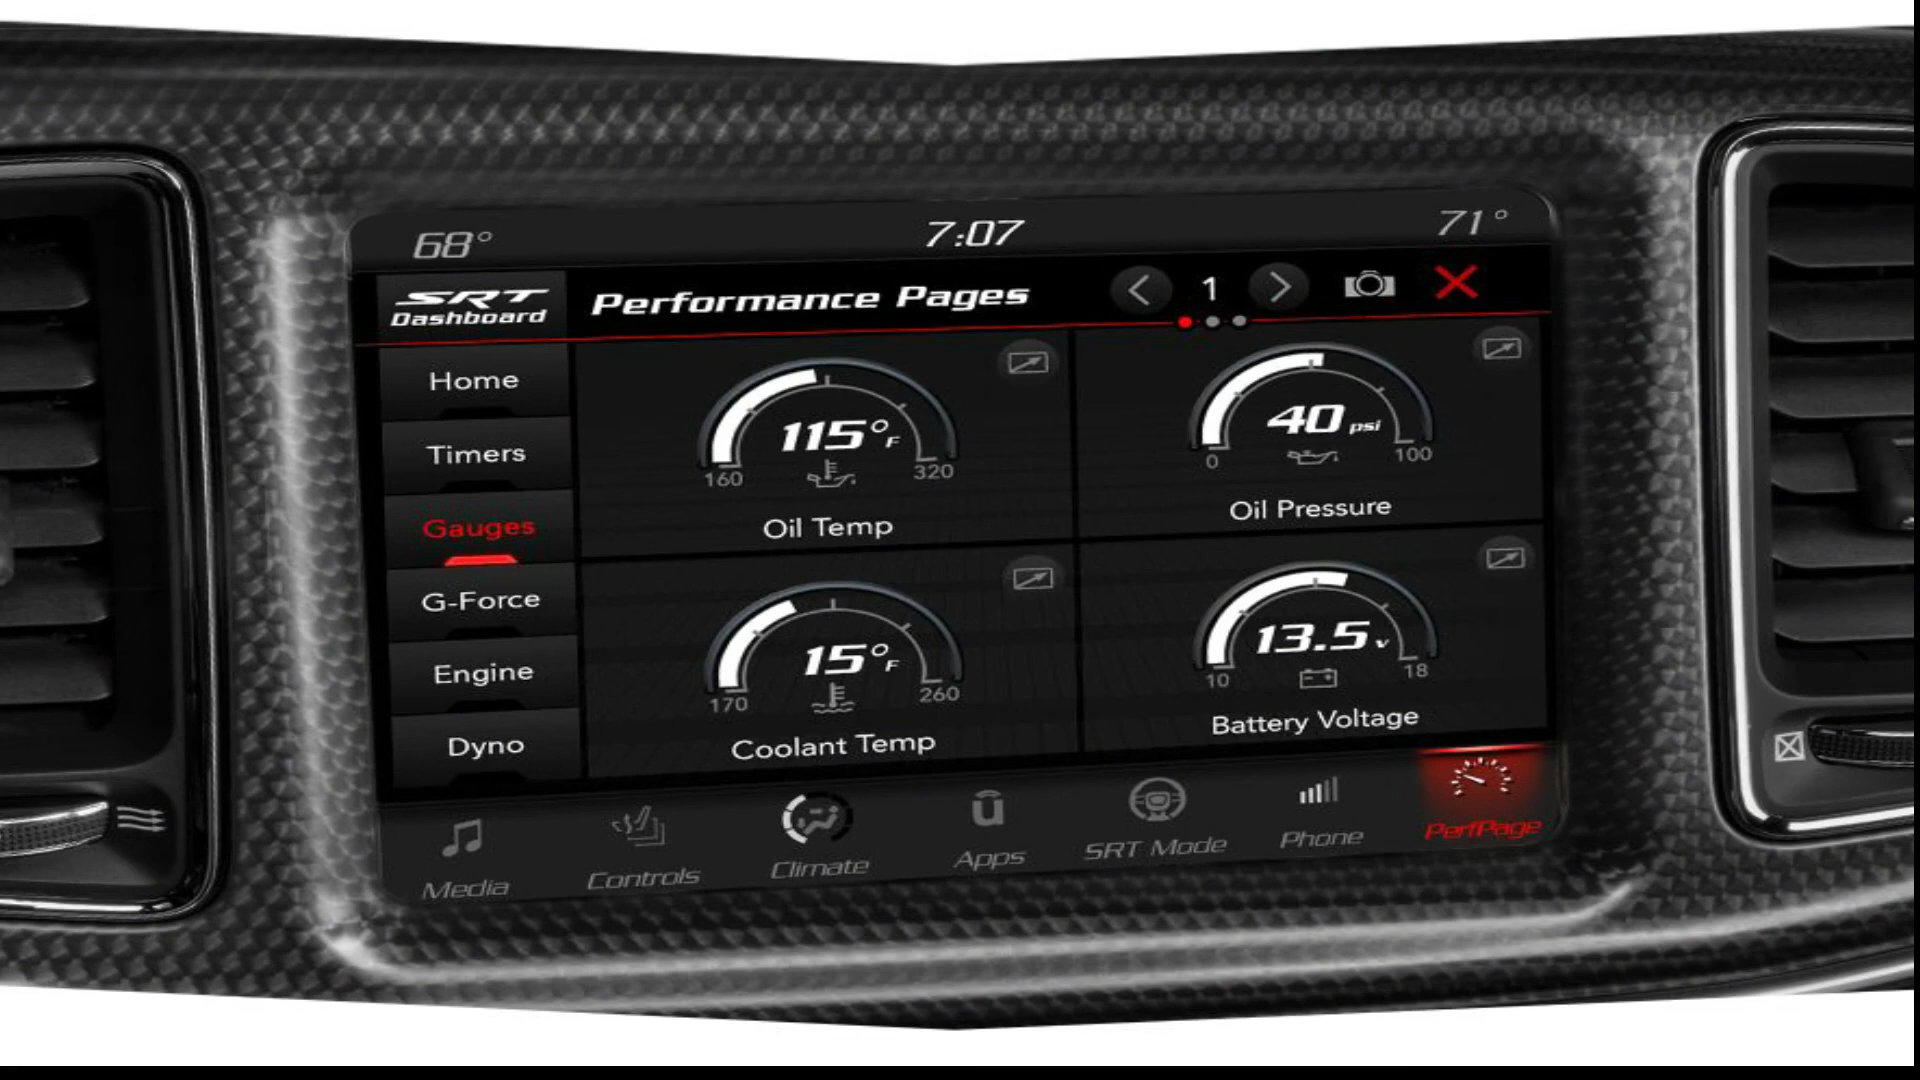 68° 7:07 71°
SRT
Dashboard
Performance Pages 1
Home
Timers
Gauges
G-Force
Engine
Dyno
115°F
160 320
Oil Temp
40 psi
0 100
Oil Pressure
15°F
170 260
Coolant Temp
13.5 v
10 18
Battery Voltage
Media Controls Climate Apps SRT Mode Phone PerfPage